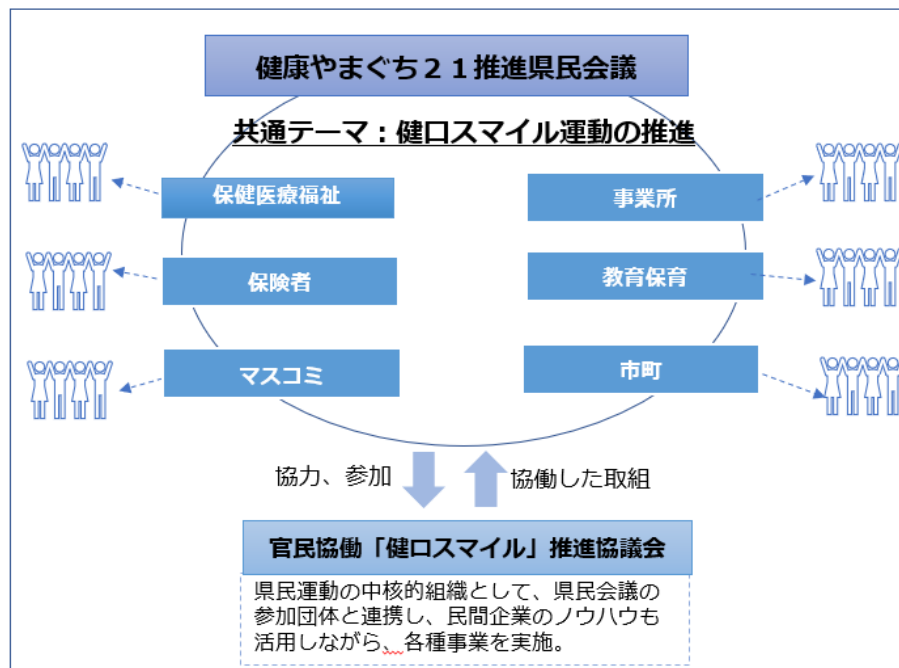 健康やまぐち２１推進県民会議
共通テーマ：健口スマイル運動の推進
保健医療福祉
事業所
保険者
教育保育
マスコミ
市町
協力、参加
協働した取組
官民協働「健口スマイル」推進協議会
県民運動の中核的組織として、県民会議の
参加団体と連携し、民間企業のノウハウも
活用しながら、各種事業を実施。